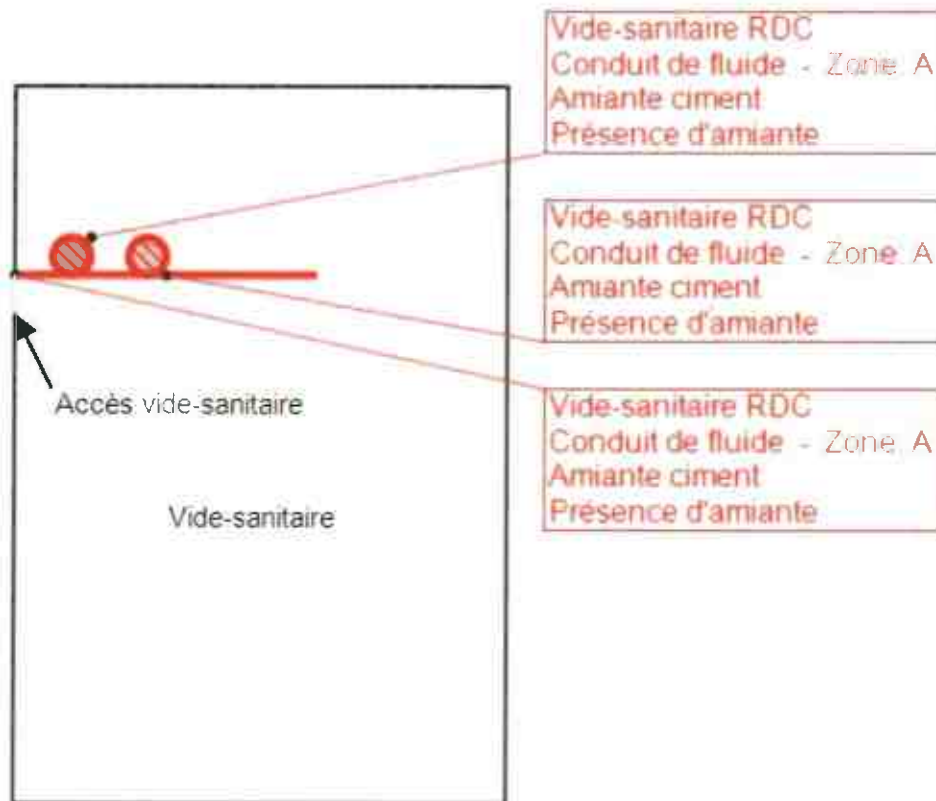 Vide-sanitaire RDC
Conduit de fluide - Zone A
Amiante ciment
Présence d'amiante
Vide-sanitaire RDC
Conduit de fluide - Zone A
Amiante ciment
Présence d'amiante
Accès vide-sanitaire
Vide-sanitaire RDC
Conduit de fluide - Zone A
Amiante ciment
Présence d'amiante
Vide-sanitaire